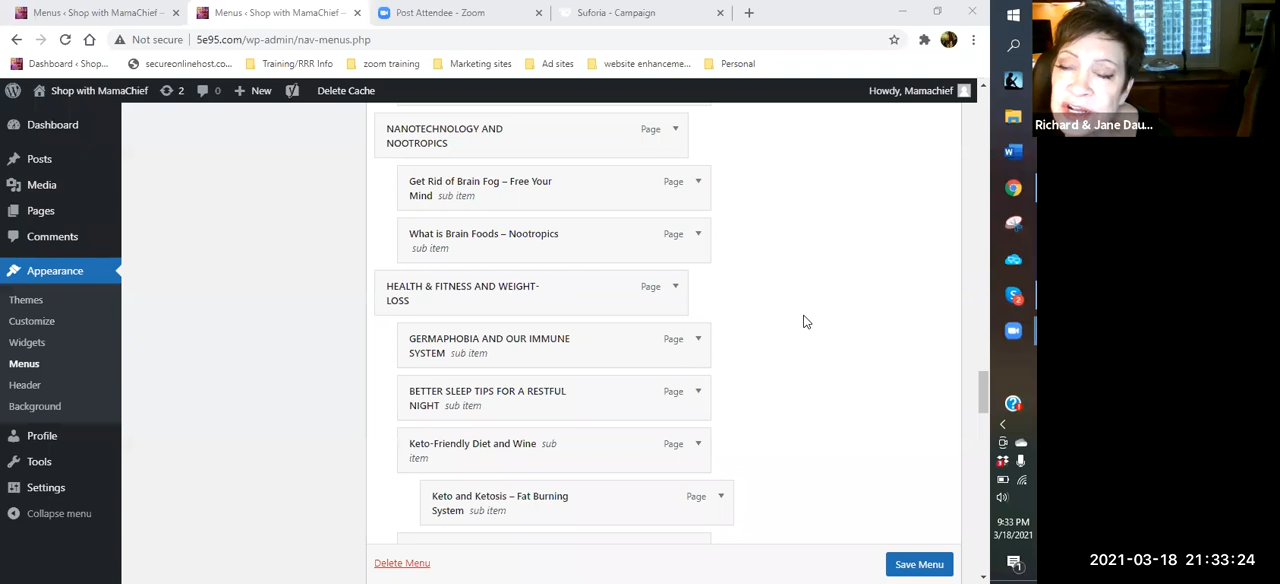 Menus ‹ Shop with MamaChief –
Menus ‹ Shop with MamaChief –
Post Attendee - Zoom
Suforia - Campaign
Not secure
5e95.com/wp-admin/nav-menus.php
Dashboard ‹ Shop...
secureonlinehost.co...
Training/RRR Info
zoom training
Marketing sites
Ad sites
website enhanceme...
Personal
Shop with MamaChief
2
0
New
Delete Cache
Howdy, Mamachief
Richard & Jane Dau...
Dashboard
Posts
Media
Pages
Comments
Appearance
Themes
Customize
Widgets
Menus
Header
Background
Profile
Tools
Settings
Collapse menu
NANOTECHNOLOGY AND
NOOTROPICS
Page
Get Rid of Brain Fog – Free Your
Mind sub item
Page
What is Brain Foods – Nootropics
sub item
Page
HEALTH & FITNESS AND WEIGHT-
LOSS
Page
GERMAPHOBIA AND OUR IMMUNE
SYSTEM sub item
Page
BETTER SLEEP TIPS FOR A RESTFUL
NIGHT sub item
Page
Keto-Friendly Diet and Wine sub
item
Page
Keto and Ketosis – Fat Burning
System sub item
Page
Delete Menu
Save Menu
9:33 PM
3/18/2021
2021-03-18 21:33:24